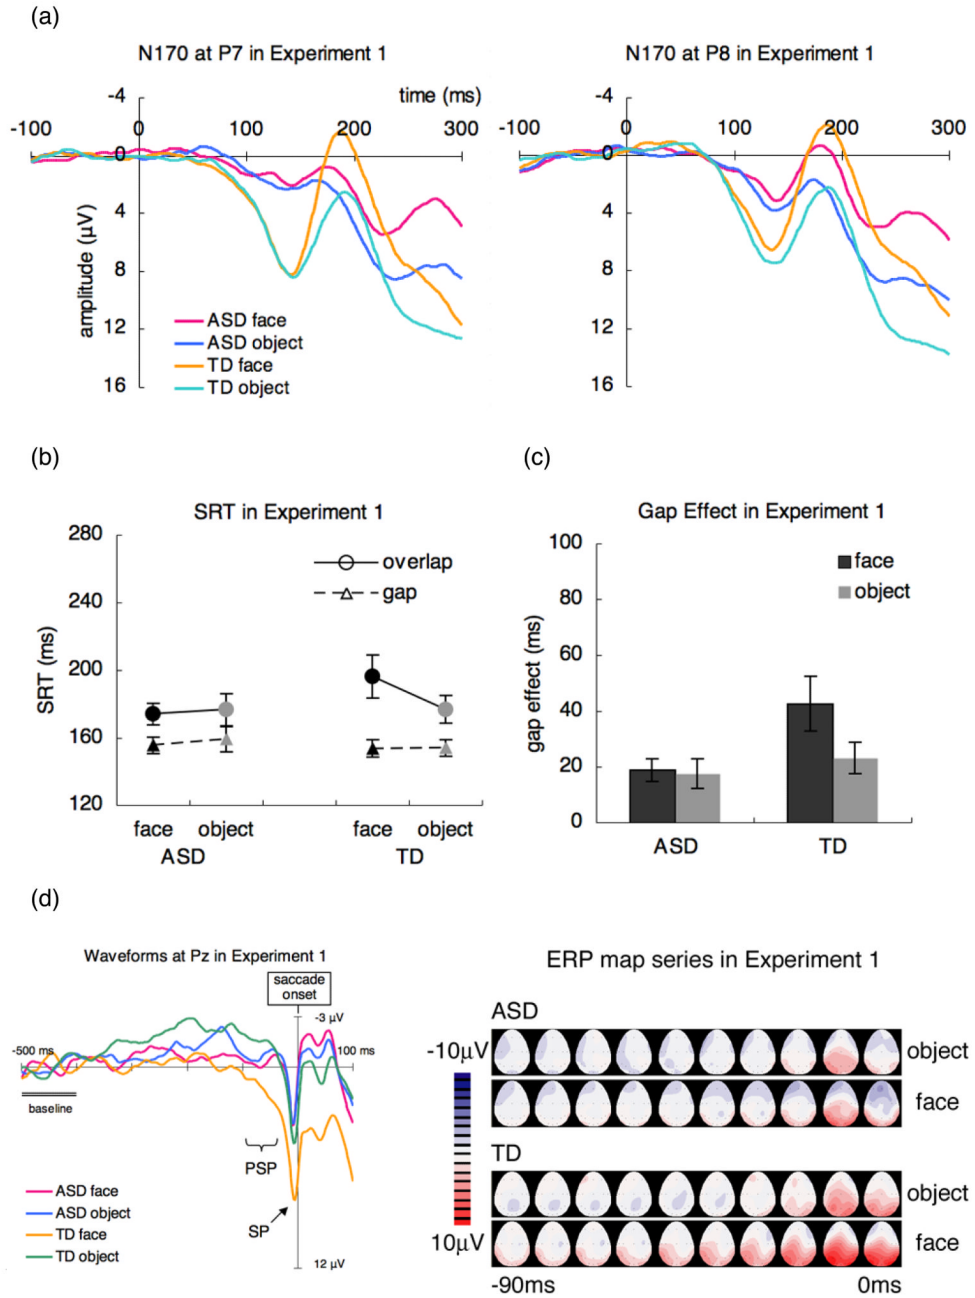 (a)
N170 at P7 in Experiment 1
N170 at P8 in Experiment 1
-4
time (ms)
-100 0 100 200 300
0
4
8
12
16
amplitude (μV)
ASD face
ASD object
TD face
TD object
-4
-100 0 100 200 300
0
4
8
12
16
(b)
SRT in Experiment 1
280
240
200
160
120
SRT (ms)
overlap
gap
face object face object
ASD TD
(c)
Gap Effect in Experiment 1
100
80
60
40
20
0
gap effect (ms)
face
object
ASD TD
(d)
Waveforms at Pz in Experiment 1
saccade
onset
-3 μV
-500 ms
100 ms
baseline
PSP
SP
12 μV
ASD face
ASD object
TD face
TD object
ERP map series in Experiment 1
ASD
-10μV
object
face
TD
object
10μV
face
-90ms 0ms